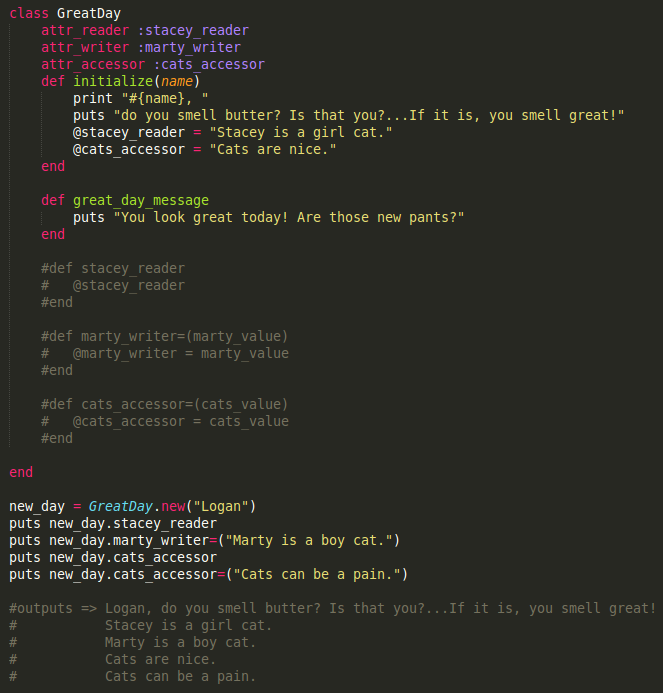 class GreatDay
    attr_reader :stacey_reader
    attr_writer :marty_writer
    attr_accessor :cats_accessor
    def initialize(name)
        print "#{name}, "
        puts "do you smell butter? Is that you?...If it is, you smell great!"
        @stacey_reader = "Stacey is a girl cat."
        @cats_accessor = "Cats are nice."
    end

    def great_day_message
        puts "You look great today! Are those new pants?"
    end

    #def stacey_reader
    #   @stacey_reader
    #end

    #def marty_writer=(marty_value)
    #   @marty_writer = marty_value
    #end

    #def cats_accessor=(cats_value)
    #   @cats_accessor = cats_value
    #end

end

new_day = GreatDay.new("Logan")
puts new_day.stacey_reader
puts new_day.marty_writer=("Marty is a boy cat.")
puts new_day.cats_accessor
puts new_day.cats_accessor=("Cats can be a pain.")

#outputs => Logan, do you smell butter? Is that you?...If it is, you smell great!
#           Stacey is a girl cat.
#           Marty is a boy cat.
#           Cats are nice.
#           Cats can be a pain.